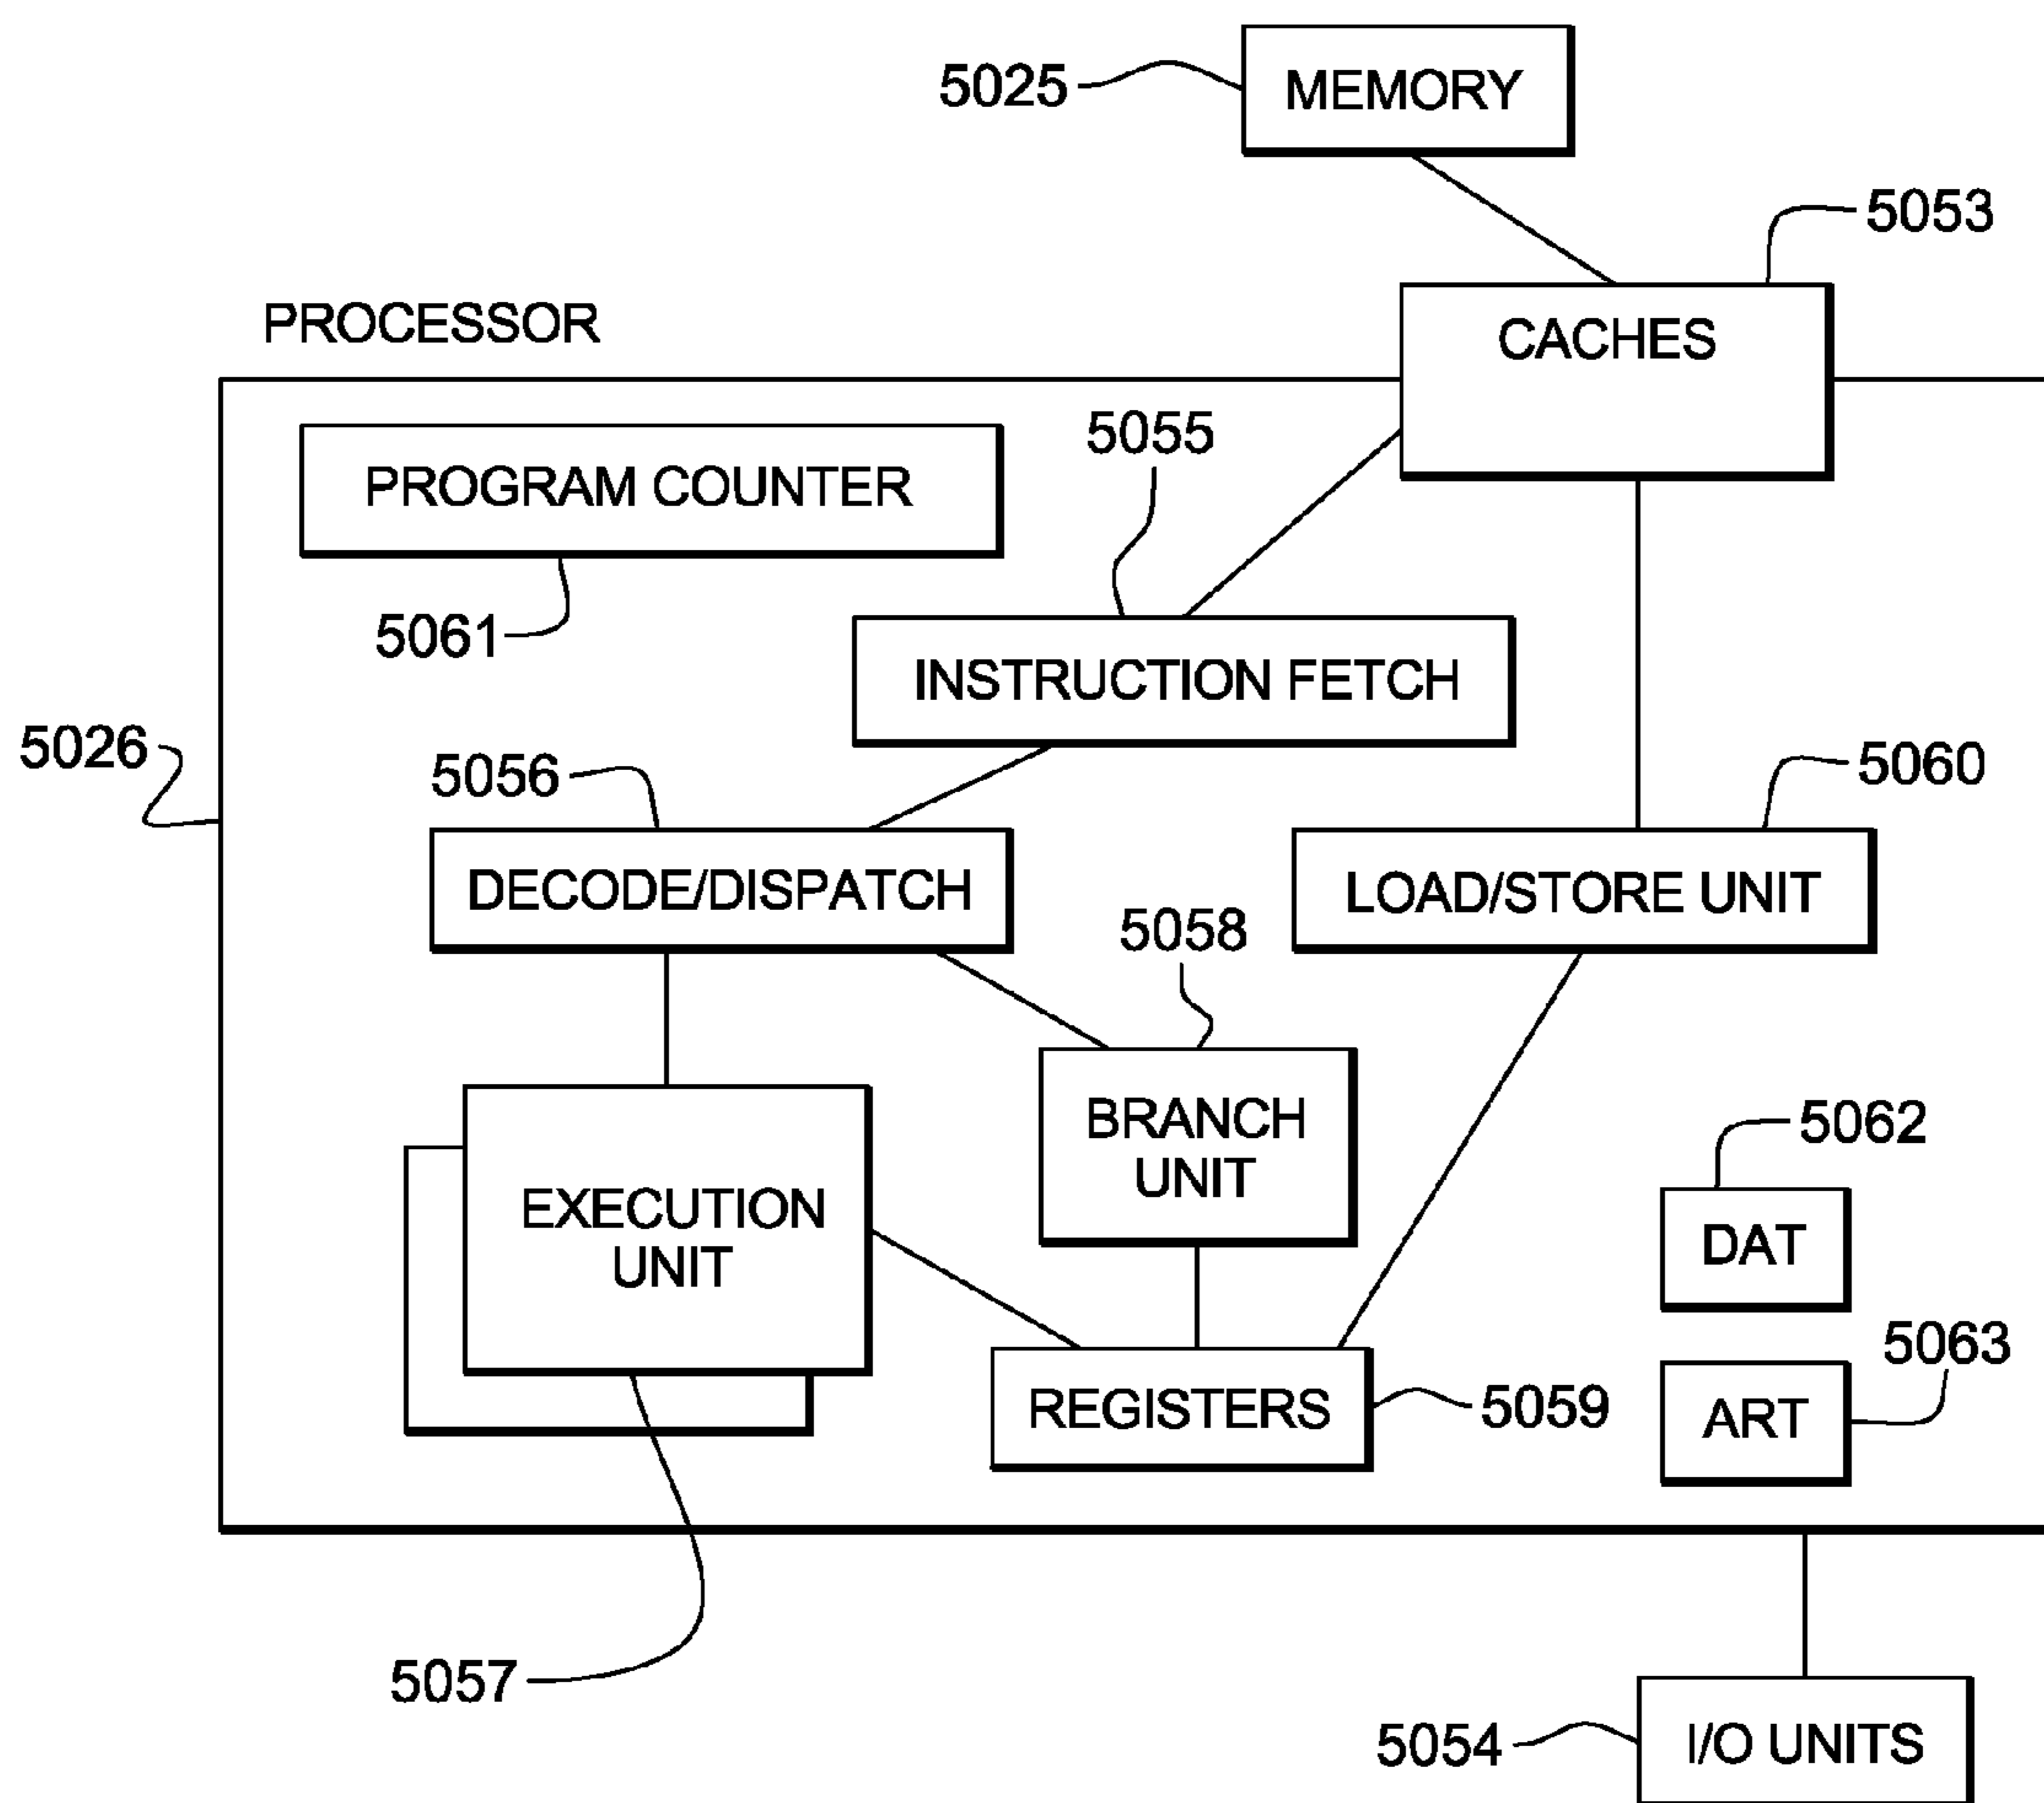 MEMORY
5025
5053
CACHES
PROCESSOR
5055
PROGRAM COUNTER
5061
INSTRUCTION FETCH
5026
5056
5060
DECODE/DISPATCH
LOAD/STORE UNIT
5058
BRANCH
UNIT
5062
EXECUTION
UNIT
DAT
5063
REGISTERS
5059
ART
5057
5054
I/O UNITS